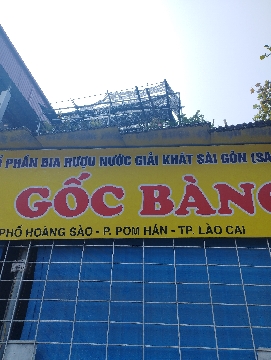 PHẦN BIA RƯỢU NƯỚC GIẢI KHÁT SÀI GÒN (SA
GỐC BÀNG
PHỐ HOÀNG SÀO - P. POM HÁN - TP. LÀO CAI